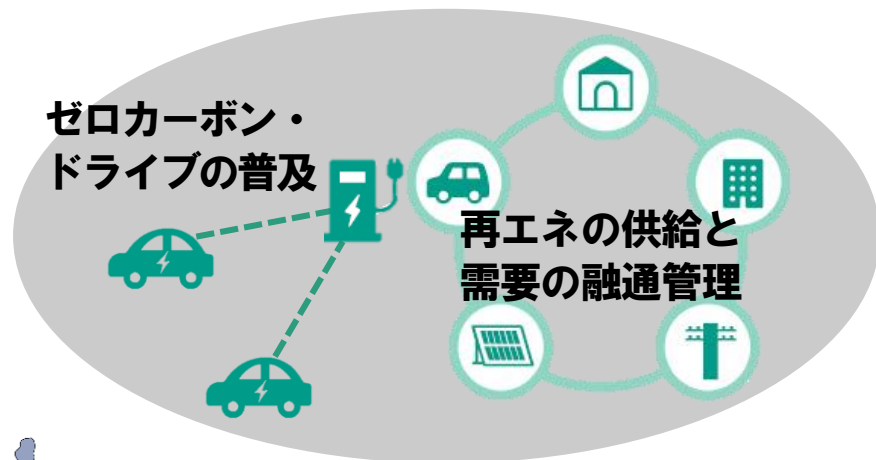 ゼロカーボン・
ドライブの普及
再エネの供給と
需要の融通管理